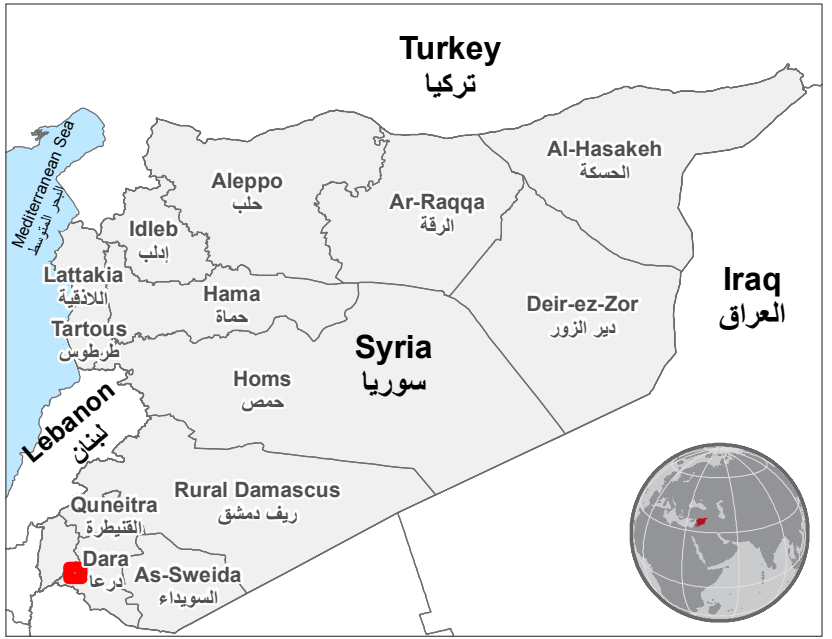 Turkey
تركيا
Mediterranean Sea
البحر المتوسط
Aleppo
حلب
Al-Hasakeh
الحسكة
Ar-Raqqa
الرقة
Idleb
إدلب
Lattakia
اللاذقية
Hama
حماة
Deir-ez-Zor
دير الزور
Iraq
العراق
Tartous
طرطوس
Syria
سوريا
Homs
حمص
Lebanon
لبنان
Rural Damascus
ريف دمشق
Quneitra
القنيطرة
Dara
درعا
As-Sweida
السويداء